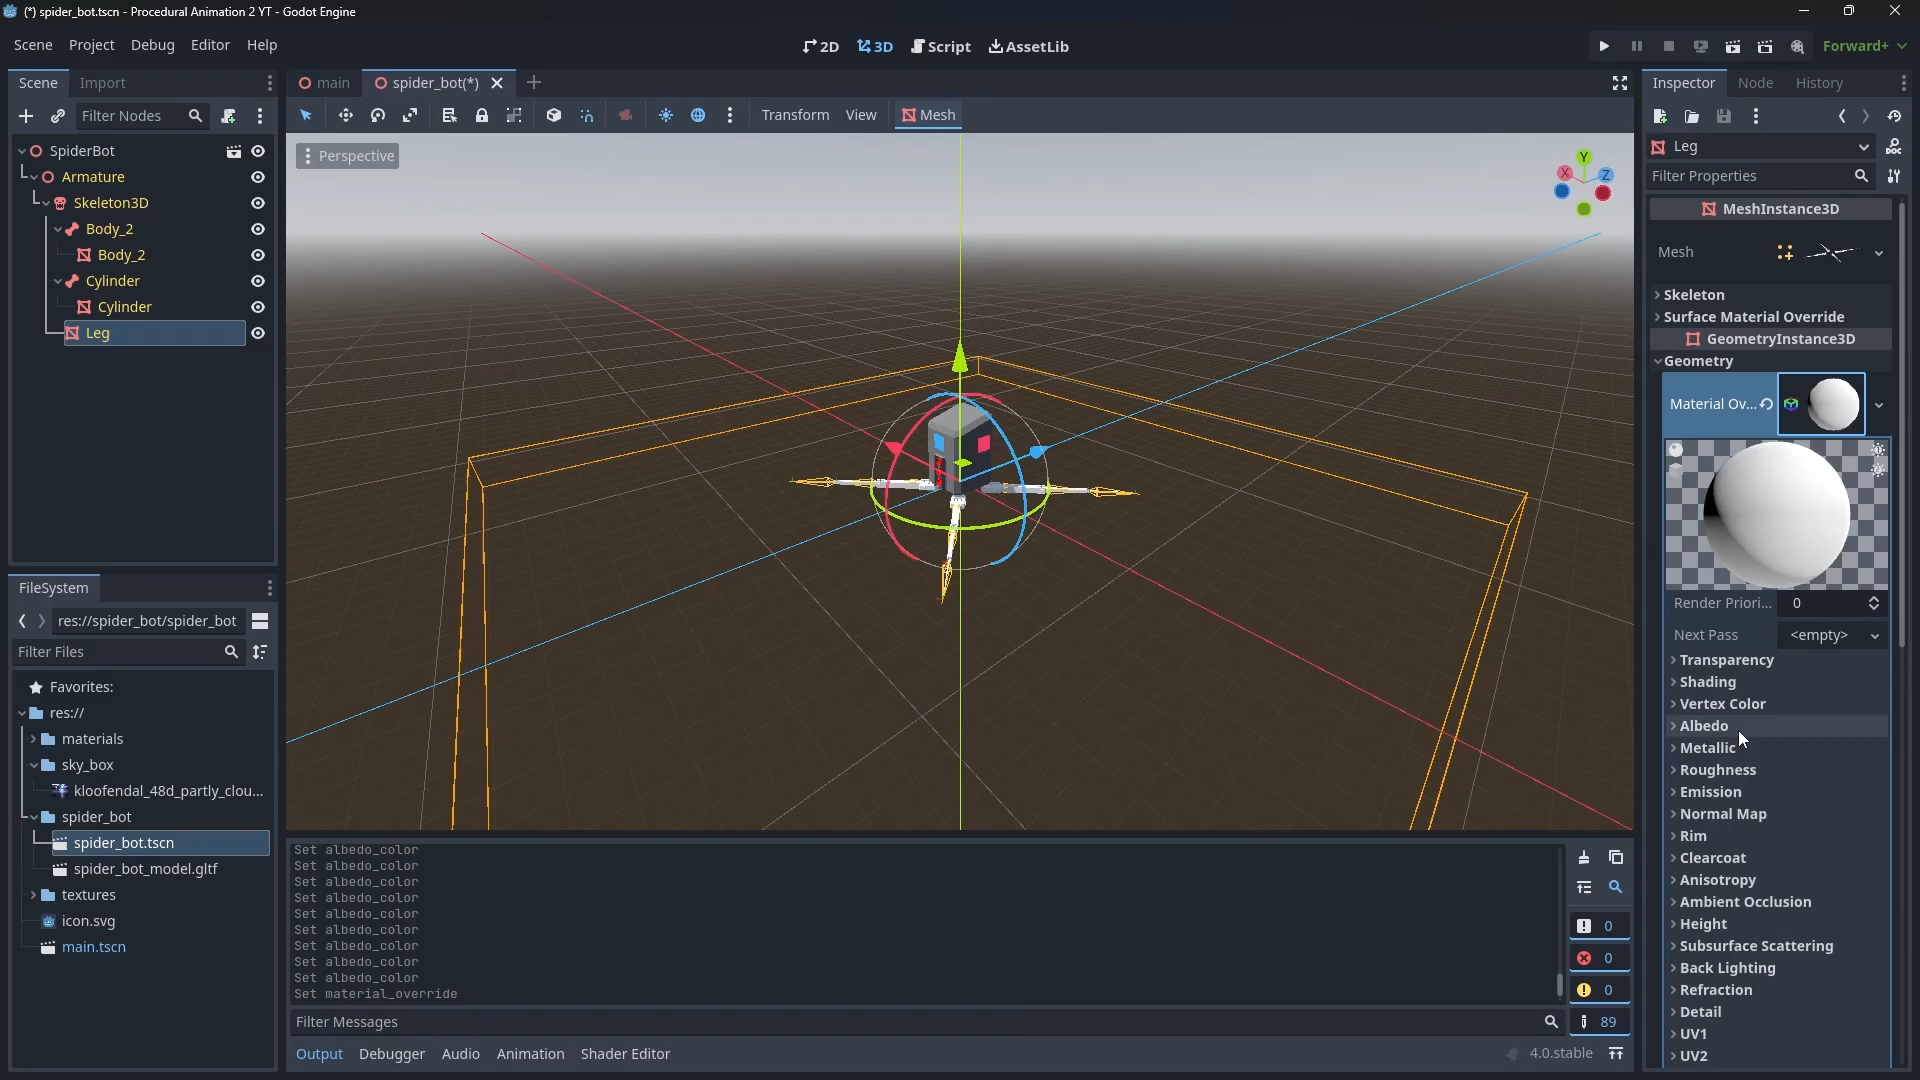 (*) spider_bot.tscn - Procedural Animation 2 YT - Godot Engine
Scene Project Debug Editor Help
2D 3D Script AssetLib
Forward+
Scene Import
main spider_bot(*)
Inspector Node History
Filter Nodes
Transform View Mesh
SpiderBot
Armature
Skeleton3D
Body_2
Body_2
Cylinder
Cylinder
Leg
Perspective
Y
X
Z
Leg
Filter Properties
MeshInstance3D
Mesh
Skeleton
Surface Material Override
GeometryInstance3D
Geometry
Material Ov...
Render Priori... 0
Next Pass <empty>
Transparency
Shading
Vertex Color
Albedo
Metallic
Roughness
Emission
Normal Map
Rim
Clearcoat
Anisotropy
Ambient Occlusion
Height
Subsurface Scattering
Back Lighting
Refraction
Detail
UV1
UV2
FileSystem
res://spider_bot/spider_bot
Filter Files
Favorites:
res://
materials
sky_box
kloofendal_48d_partly_clou...
spider_bot
spider_bot.tscn
spider_bot_model.gltf
textures
icon.svg
main.tscn
Set albedo_color
Set albedo_color
Set albedo_color
Set albedo_color
Set albedo_color
Set albedo_color
Set albedo_color
Set albedo_color
Set albedo_color
Set material_override
0
0
0
89
Filter Messages
Output Debugger Audio Animation Shader Editor
4.0.stable